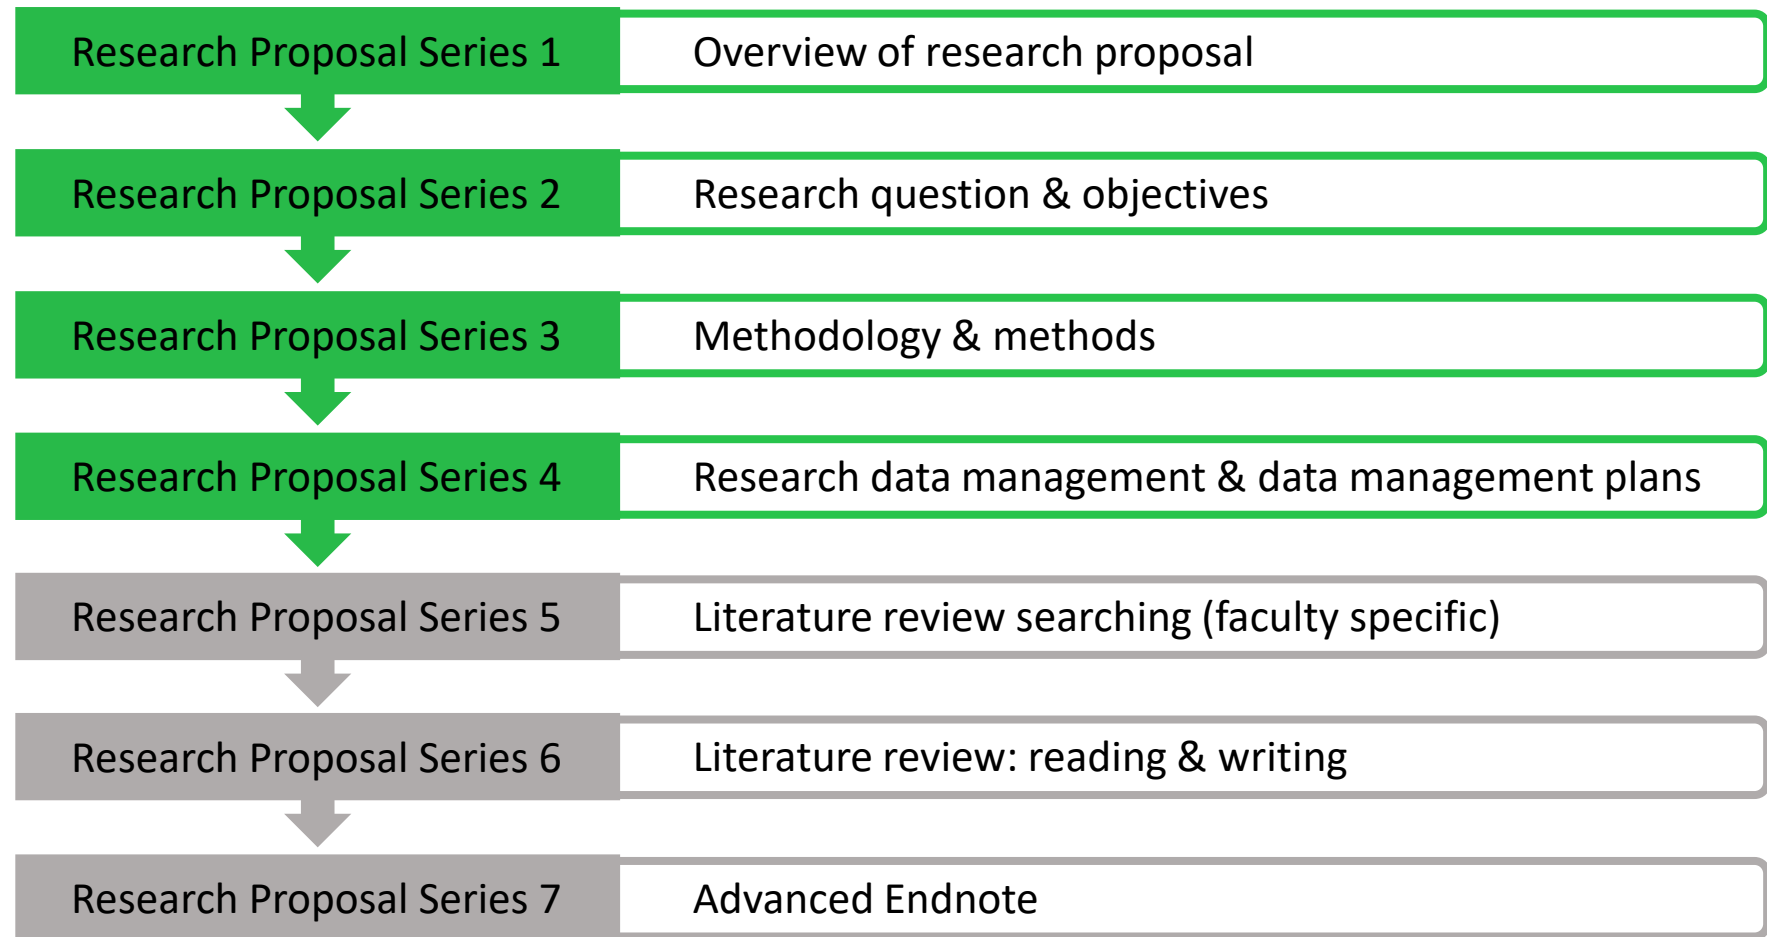 Research Proposal Series 1
Overview of research proposal
Research Proposal Series 2
Research question & objectives
Research Proposal Series 3
Methodology & methods
Research Proposal Series 4
Research data management & data management plans
Research Proposal Series 5
Literature review searching (faculty specific)
Research Proposal Series 6
Literature review: reading & writing
Research Proposal Series 7
Advanced Endnote